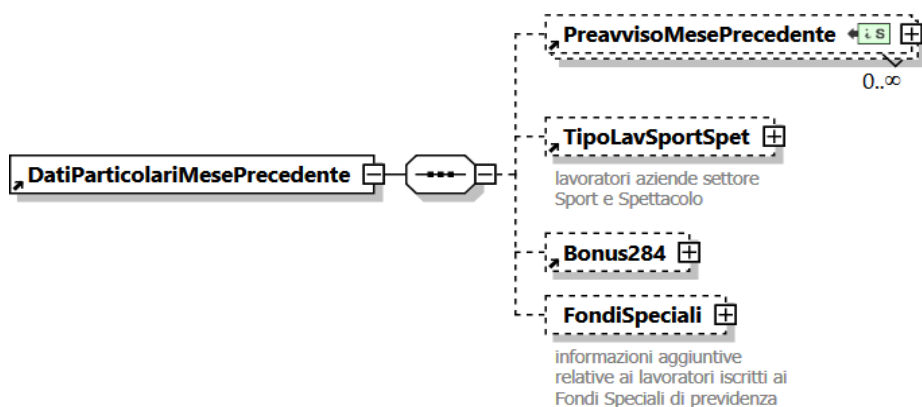 PreavvisoMesePrecedente
0..∞
TipoLavSportSpet
lavoratori aziende settore
Sport e Spettacolo
DatiParticolariMesePrecedente
Bonus284
FondiSpeciali
informazioni aggiuntive
relative ai lavoratori iscritti ai
Fondi Speciali di previdenza